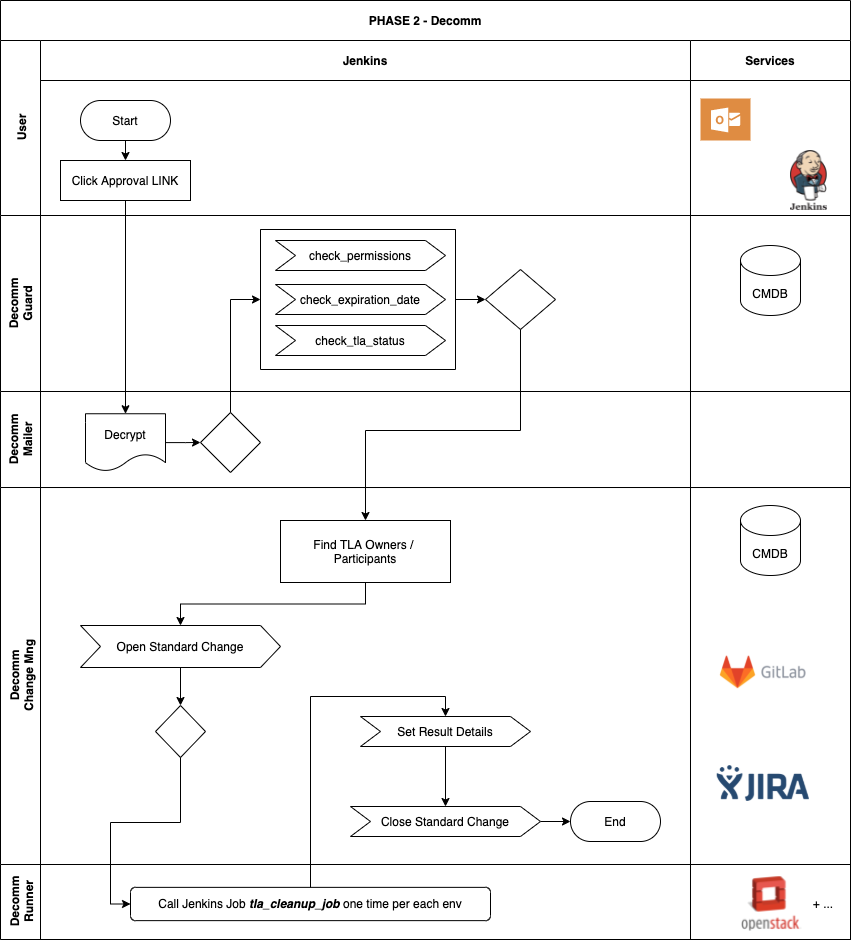 PHASE 2 - Decomm
Jenkins
Services
User
Start
Click Approval LINK
Jenkins
Decomm
Guard
check_permissions
check_expiration_date
check_tla_status
CMDB
Decomm
Mailer
Decrypt
Decomm
Change Mng
Find TLA Owners /
Participants
CMDB
Open Standard Change
GitLab
Set Result Details
JIRA
Close Standard Change
End
Decomm
Runner
Call Jenkins Job tla_cleanup_job one time per each env
openstack
+ ...